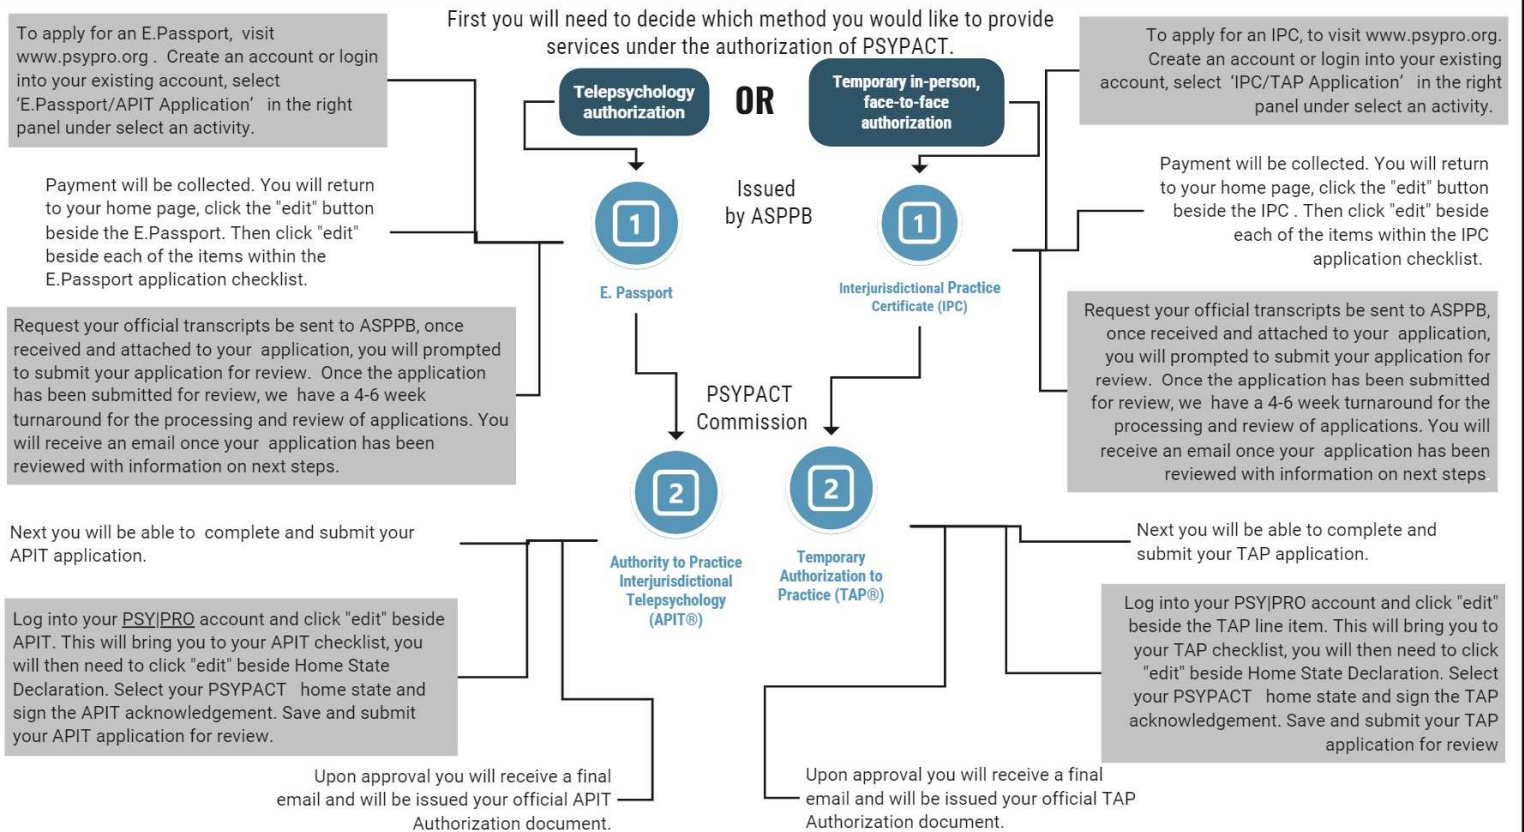 First you will need to decide which method you would like to provide
services under the authorization of PSYPACT.
Telepsychology
authorization
OR
Temporary in-person,
face-to-face
authorization
To apply for an E.Passport, visit
www.psypro.org . Create an account or login
into your existing account, select
‘E.Passport/APIT Application’ in the right
panel under select an activity.
Payment will be collected. You will return
to your home page, click the "edit" button
beside the E.Passport. Then click "edit"
beside each of the items within the
E.Passport application checklist.
Request your official transcripts be sent to ASPPB, once
received and attached to your application, you will prompted
to submit your application for review. Once the application
has been submitted for review, we have a 4-6 week
turnaround for the processing and review of applications. You
will receive an email once your application has been
reviewed with information on next steps.
1
E. Passport
Issued
by ASPPB
1
Interjurisdictional Practice
Certificate (IPC)
To apply for an IPC, to visit www.psypro.org.
Create an account or login into your existing
account, select ‘IPC/TAP Application’ in the right
panel under select an activity.
Payment will be collected. You will return
to your home page, click the "edit" button
beside the IPC . Then click "edit" beside
each of the items within the IPC
application checklist.
Request your official transcripts be sent to ASPPB,
once received and attached to your application,
you will prompted to submit your application for
review. Once the application has been submitted
for review, we have a 4-6 week turnaround for the
processing and review of applications. You will
receive an email once your application has been
reviewed with information on next steps.
PSYPACT
Commission
2
Authority to Practice
Interjurisdictional
Telepsychology
(APIT®)
2
Temporary
Authorization to
Practice (TAP®)
Next you will be able to complete and submit your
APIT application.
Log into your PSY|PRO account and click "edit" beside
APIT. This will bring you to your APIT checklist, you
will then need to click "edit" beside Home State
Declaration. Select your PSYPACT home state and
sign the APIT acknowledgement. Save and submit
your APIT application for review.
Upon approval you will receive a final
email and will be issued your official APIT
Authorization document.
Next you will be able to complete and
submit your TAP application.
Log into your PSY|PRO account and click "edit"
beside the TAP line item. This will bring you to
your TAP checklist, you will then need to click
"edit" beside Home State Declaration. Select
your PSYPACT home state and sign the TAP
acknowledgement. Save and submit your TAP
application for review
Upon approval you will receive a final
email and will be issued your official TAP
Authorization document.